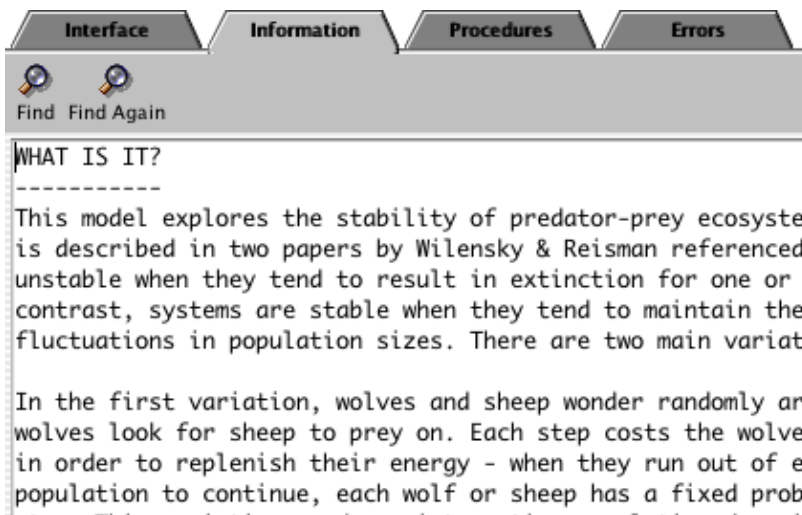 Interface Information Procedures Errors
Find Find Again
WHAT IS IT?
-----------
This model explores the stability of predator-prey ecosyste
is described in two papers by Wilensky & Reisman referenced
unstable when they tend to result in extinction for one or
contrast, systems are stable when they tend to maintain the
fluctuations in population sizes. There are two main variat
In the first variation, wolves and sheep wonder randomly ar
wolves look for sheep to prey on. Each step costs the wolve
in order to replenish their energy - when they run out of e
population to continue, each wolf or sheep has a fixed prob